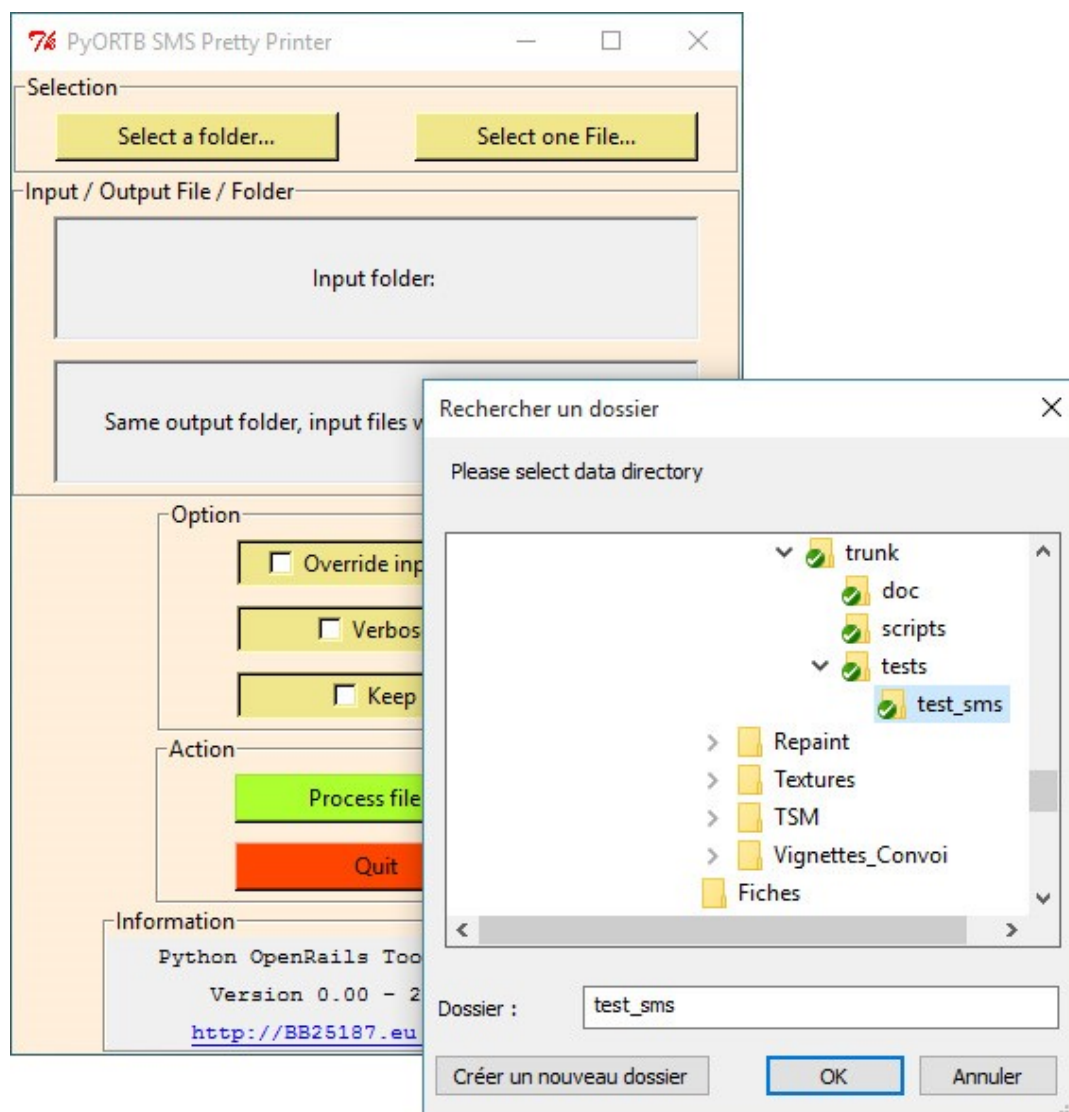 PyORTB SMS Pretty Printer
Selection
Select a folder... Select one File...
Input / Output File / Folder
Input folder:
Same output folder, input files
Option
Override
Verbos
Keep
Action
Process file
Quit
Information
Python OpenRails Too
Version 0.00 - 2
http://BB25187.eu
Rechercher un dossier
Please select data directory
trunk
doc
scripts
tests
test_sms
Repaint
Textures
TSM
Vignettes_Convoi
Fiches
Dossier : test_sms
Créer un nouveau dossier OK Annuler